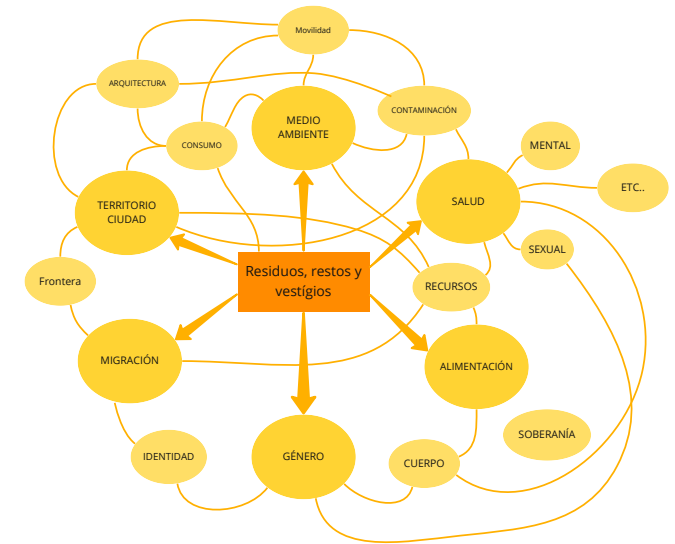 Movilidad
ARQUITECTURA
CONTAMINACIÓN
MEDIO
AMBIENTE
CONSUMO
MENTAL
ETC..
SALUD
TERRITORIO
CIUDAD
SEXUAL
Residuos, restos y
vestígios
Frontera
RECURSOS
MIGRACIÓN
ALIMENTACIÓN
SOBERANÍA
IDENTIDAD
GÉNERO
CUERPO